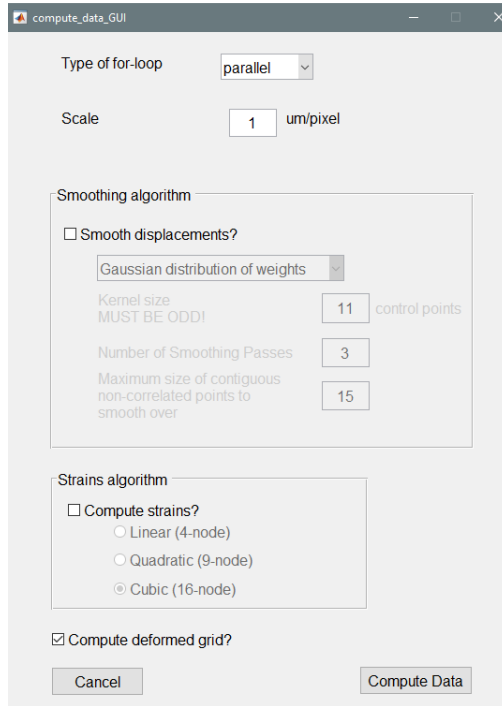 compute_data_GUI
Type of for-loop
parallel
Scale
1
um/pixel
Smoothing algorithm
Smooth displacements?
Gaussian distribution of weights
Kernel size
MUST BE ODD!
11
control points
Number of Smoothing Passes
3
Maximum size of contiguous
non-correlated points to
smooth over
15
Strains algorithm
Compute strains?
Linear (4-node)
Quadratic (9-node)
Cubic (16-node)
Compute deformed grid?
Cancel
Compute Data